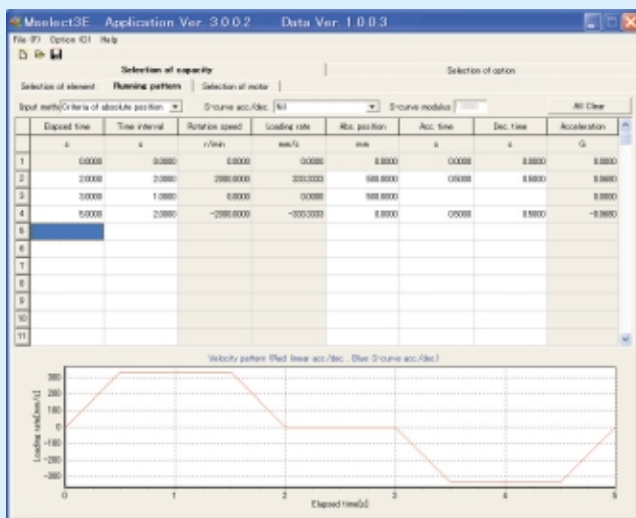 Mselect3E Application Ver. 3.0.0.2 Data Ver. 1.0.0.3
File (F) Option (O) Help
Selection of capacity Selection of option
Selection of element Running pattern Selection of motor
Input meth Criteria of absolute position S-curve acc./dec. Nil S-curve modulus All Clear
Elapsed time Time interval Rotation speed Loading rate Abs. position Acc. time Dec. time Acceleration
s s r/min mm/s mm s s G
1 0.0000 0.0000 0.0000 0.0000 0.0000 0.0000 0.0000 0.0000
2 2.0000 2.0000 2000.0000 333.3333 500.0000 0.5000 0.5000 0.0680
3 3.0000 1.0000 0.0000 0.0000 500.0000 0.0000
4 5.0000 2.0000 -2000.0000 -333.3333 0.0000 0.5000 0.5000 -0.0680
5
6
7
8
9
10
11
Velocity pattern (Red linear acc./dec. , Blue S-curve acc./dec.)
300
200
100
0
-100
-200
-300
Loading rate[mm/s]
0 1 2 3 4 5
Elapsed time[s]